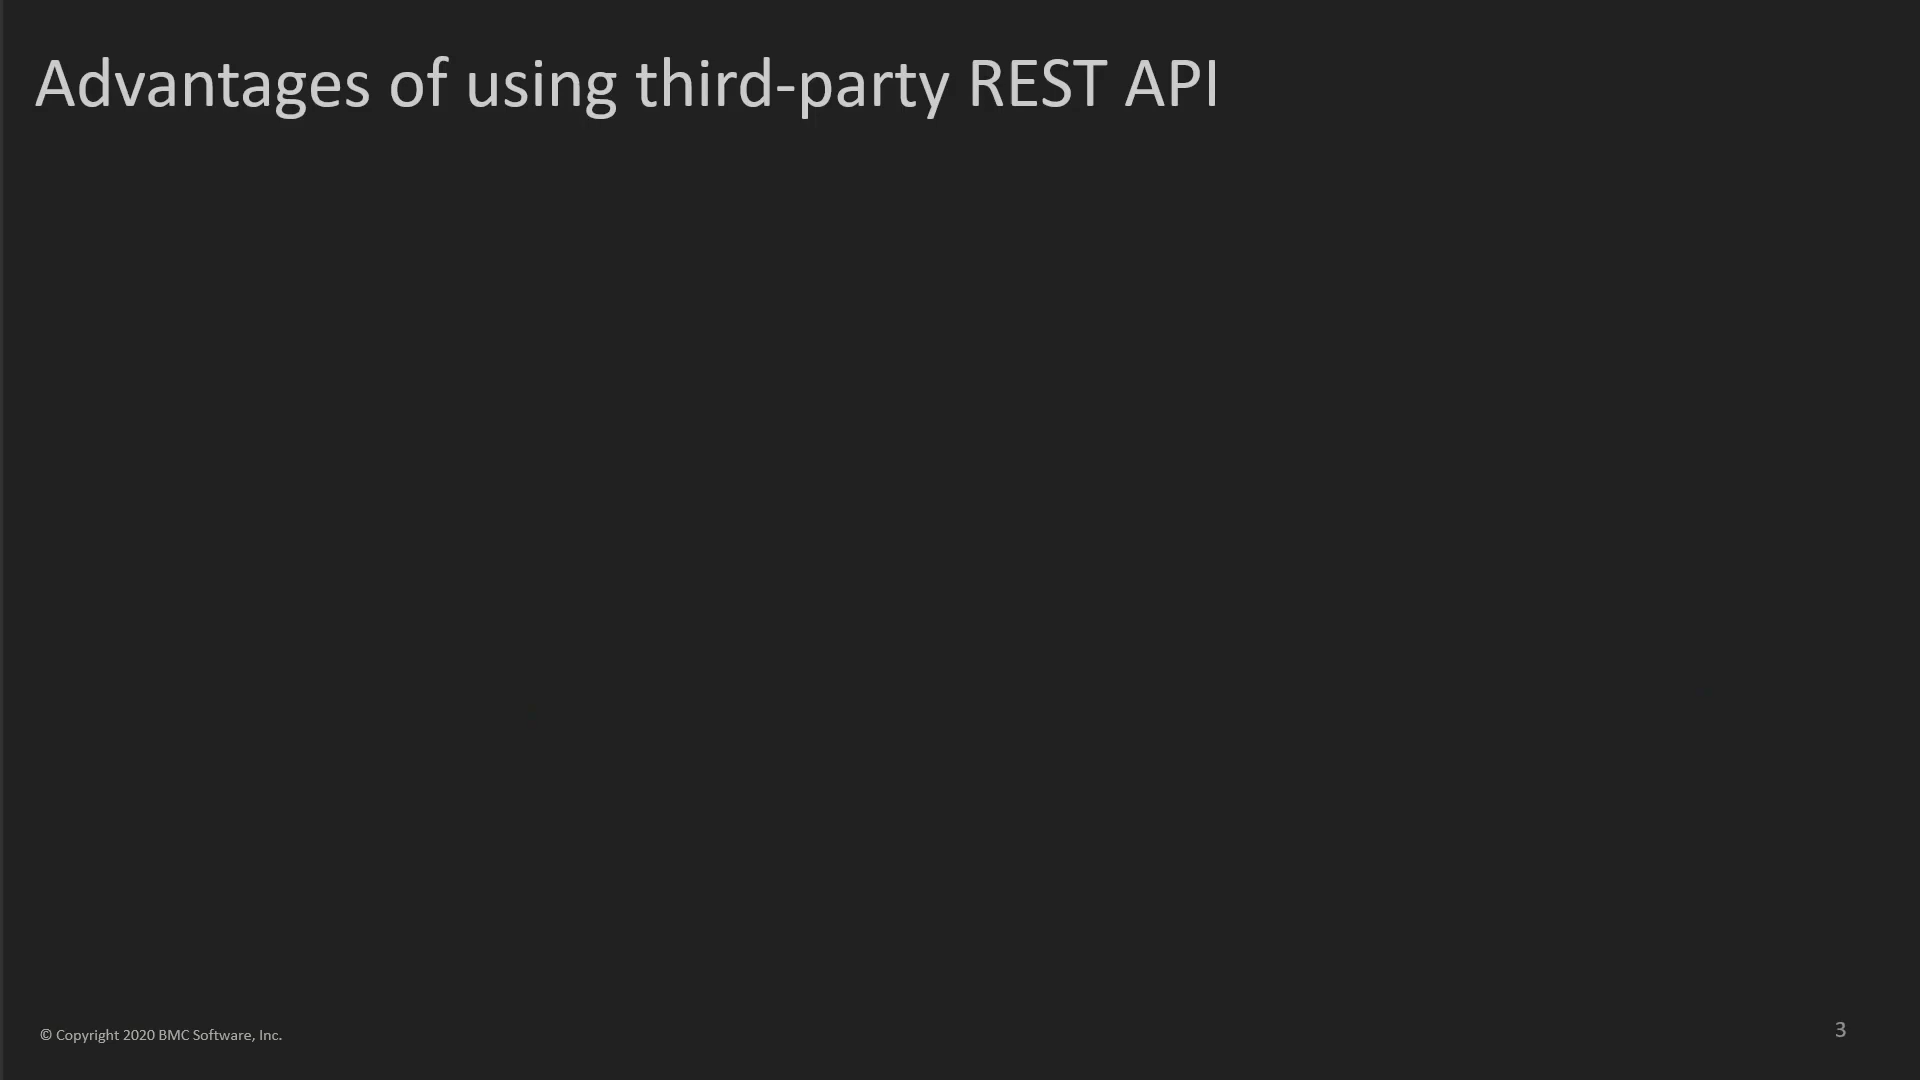 Advantages of using third-party REST API
© Copyright 2020 BMC Software, Inc.
3